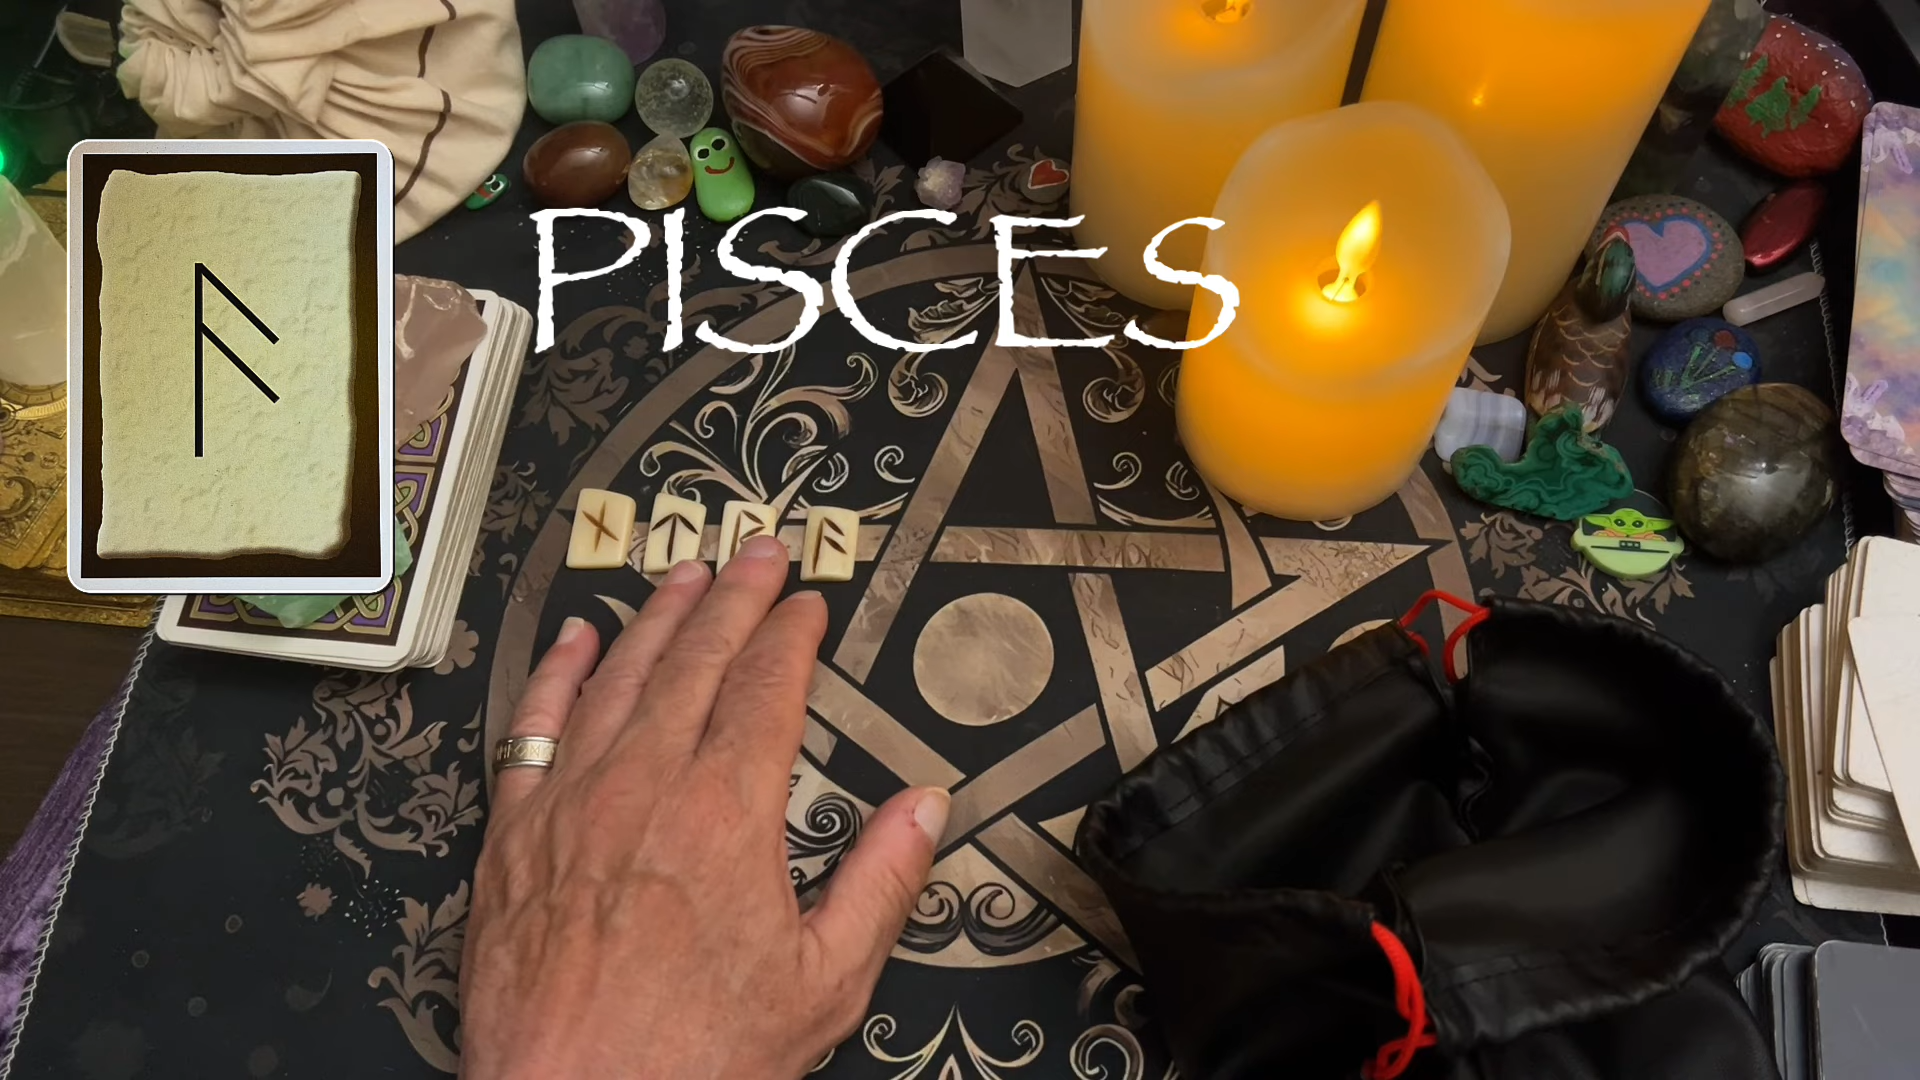 ᚨ
PISCES
ᚾ ᛏ ᚱ ᚨ